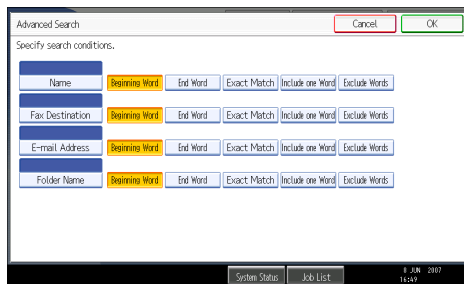 Advanced Search Cancel OK
Specify search conditions.
Name Beginning Word End Word Exact Match Include one Word Exclude Words
Fax Destination Beginning Word End Word Exact Match Include one Word Exclude Words
E-mail Address Beginning Word End Word Exact Match Include one Word Exclude Words
Folder Name Beginning Word End Word Exact Match Include one Word Exclude Words
System Status Job List 8 JUN 2007
16:49